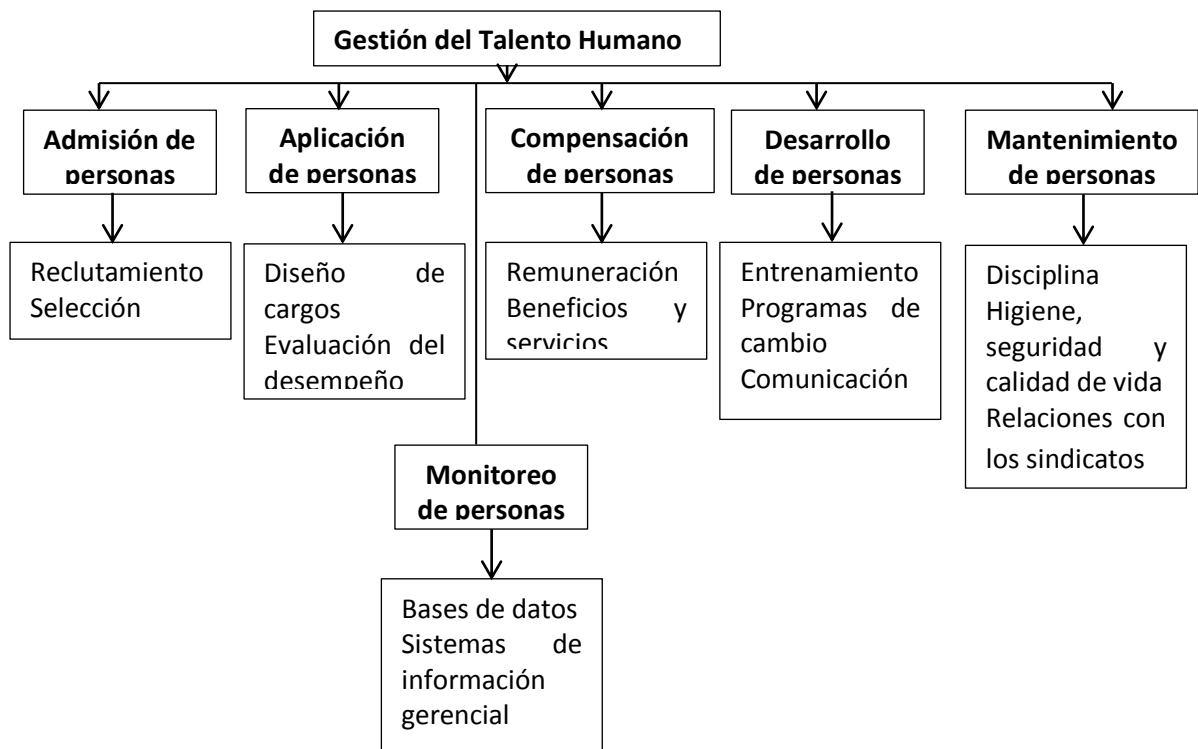 Gestión del Talento Humano
Admisión de
personas
Aplicación
de personas
Compensación
de personas
Desarrollo
de personas
Mantenimiento
de personas
Reclutamiento
Selección
Diseño de
cargos
Evaluación del
desempeño
Remuneración
Beneficios y
servicios
Entrenamiento
Programas de
cambio
Comunicación
Disciplina
Higiene,
seguridad y
calidad de vida
Relaciones con
los sindicatos
Monitoreo
de personas
Bases de datos
Sistemas de
información
gerencial